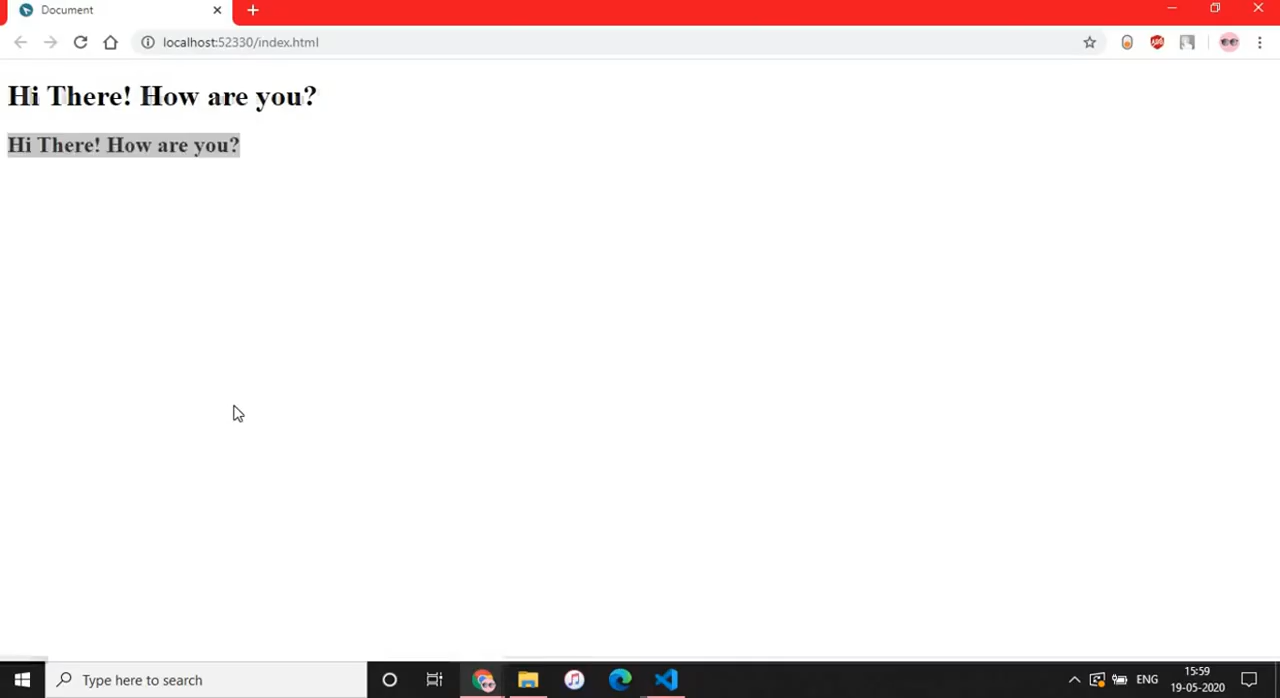 Document
localhost:52330/index.html
Hi There! How are you?
Hi There! How are you?
Type here to search
ENG
15:59
19-05-2020